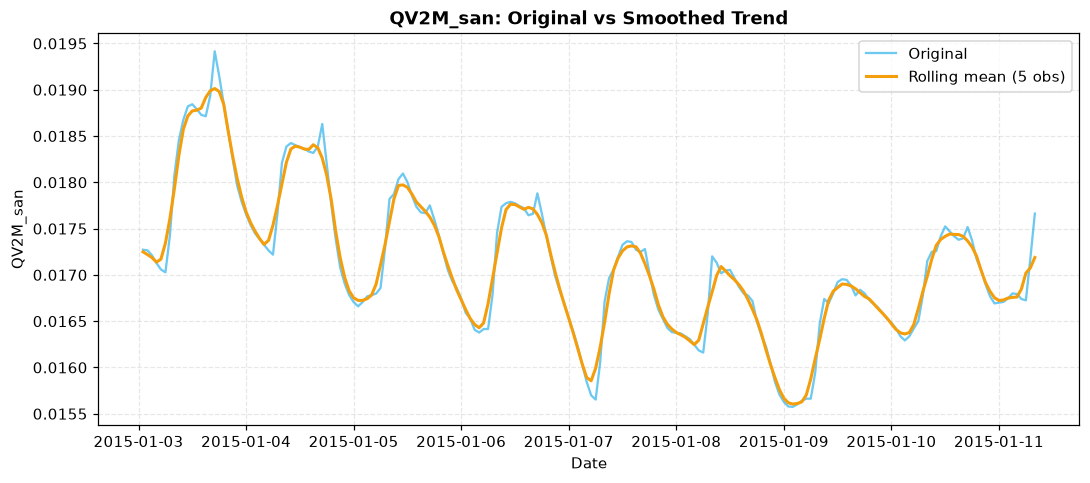 QV2M_san: Original vs Smoothed Trend
Original
Rolling mean (5 obs)
0.0195
0.0190
0.0185
0.0180
0.0175
0.0170
0.0165
0.0160
0.0155
QV2M_san
2015-01-03 2015-01-04 2015-01-05 2015-01-06 2015-01-07 2015-01-08 2015-01-09 2015-01-10 2015-01-11
Date